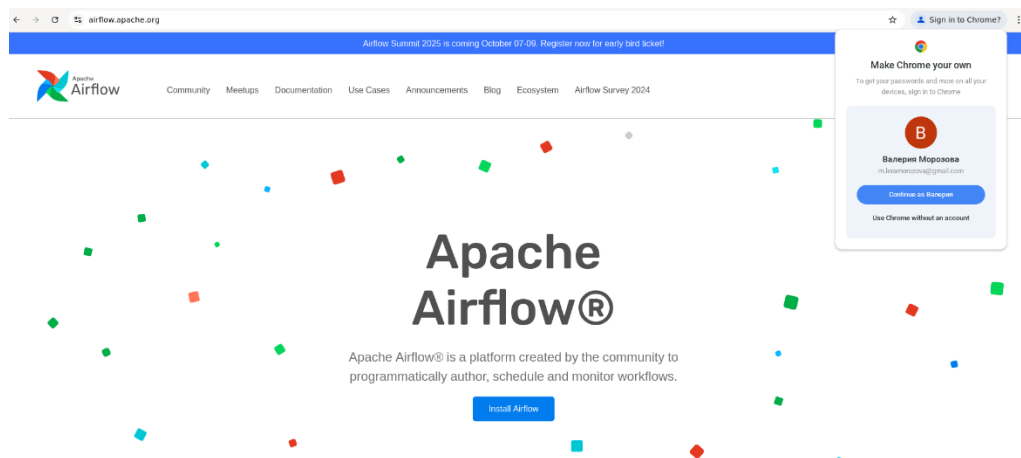 airflow.apache.org
Sign in to Chrome?
Airflow Summit 2025 is coming October 07-09. Register now for early bird ticket!
Apache
Airflow
Community Meetups Documentation Use Cases Announcements Blog Ecosystem Airflow Survey 2024
Make Chrome your own
To get your passwords and more on all your
devices, sign in to Chrome
B
Валерия Морозова
m.leramorozova@gmail.com
Continue as Валерия
Use Chrome without an account
Apache
Airflow®
Apache Airflow® is a platform created by the community to
programmatically author, schedule and monitor workflows.
Install Airflow